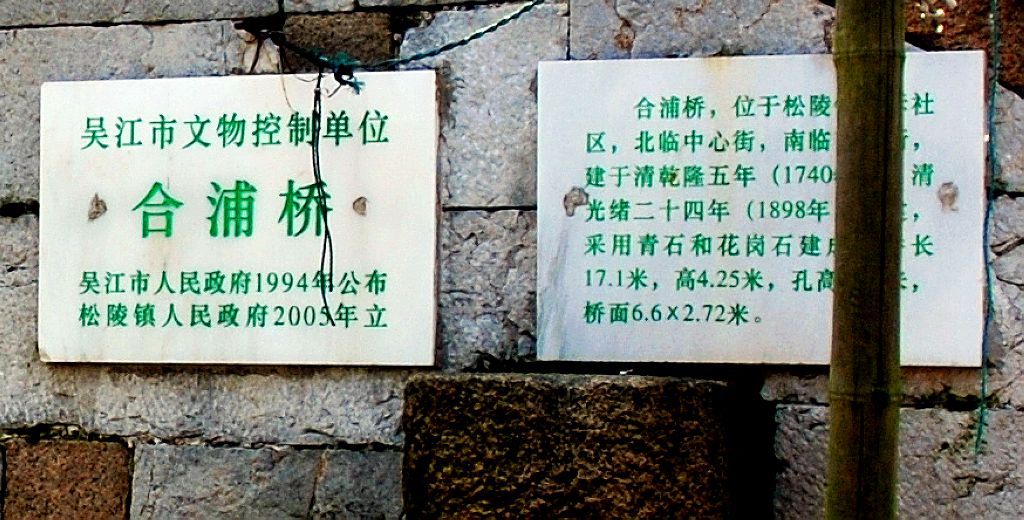 吴江市文物控制单位
合浦桥
吴江市人民政府1994年公布
松陵镇人民政府2005年立
合浦桥，位于松陵 社
区，北临中心街，南临 ，
建于清乾隆五年（1740 清
光绪二十四年（1898年 ，
采用青石和花岗石建成 长
17.1米，高4.25米，孔高 米，
桥面6.6×2.72米。